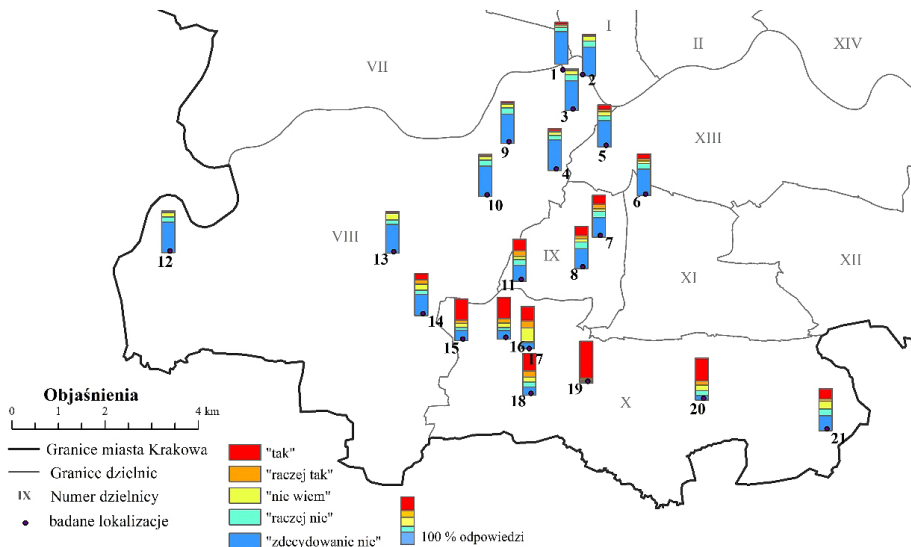 I
II
XIV
VII
1
2
3
5
XIII
9
4
6
10
VIII
IX
7
XII
12
13
8
XI
11
14
15
16
17
18
19
X
20
21
Objaśnienia
0 1 2 4 km
Granice miasta Krakowa
Granice dzielnic
IX Numer dzielnicy
badane lokalizacje
"tak"
"raczej tak"
"nie wiem"
"raczej nie"
"zdecydowanie nie"
100 % odpowiedzi